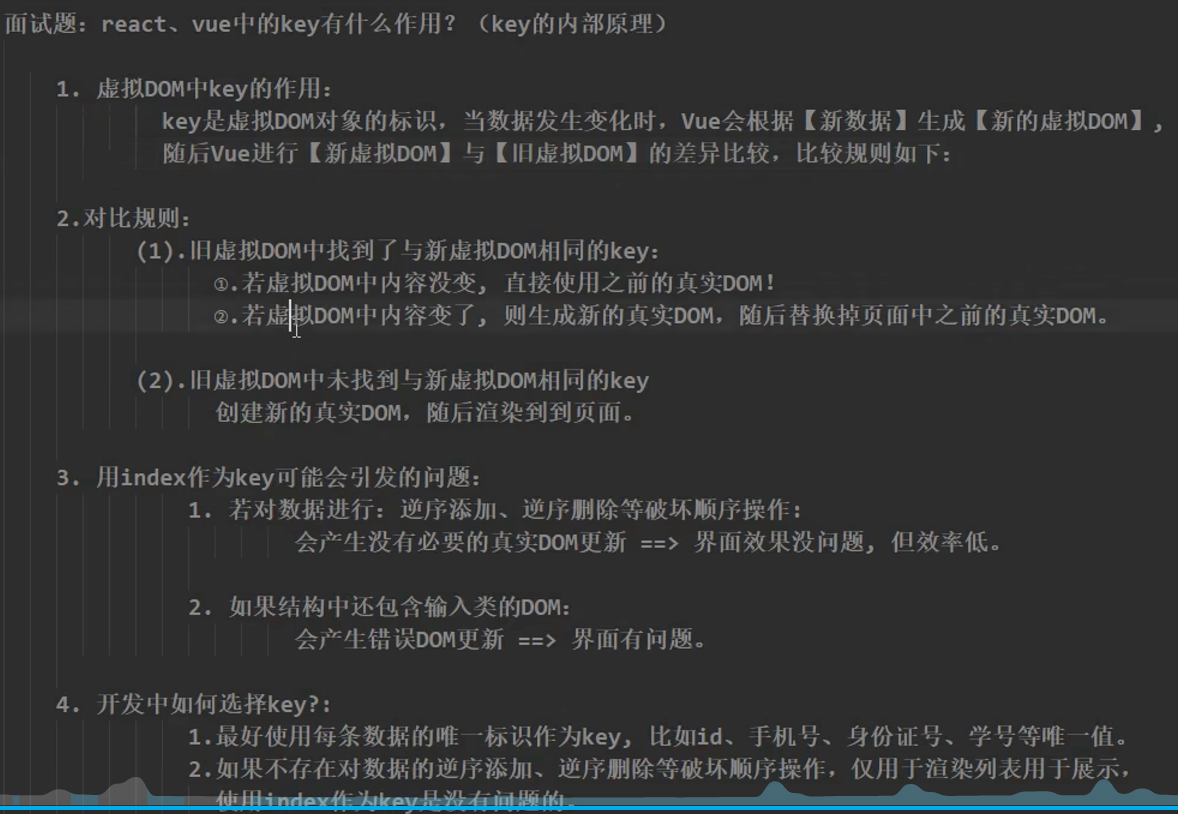 面试题：react、vue中的key有什么作用？（key的内部原理）
1. 虚拟DOM中key的作用：
key是虚拟DOM对象的标识，当数据发生变化时，Vue会根据【新数据】生成【新的虚拟DOM】,
随后Vue进行【新虚拟DOM】与【旧虚拟DOM】的差异比较，比较规则如下：
2.对比规则：
(1).旧虚拟DOM中找到了与新虚拟DOM相同的key：
①.若虚拟DOM中内容没变, 直接使用之前的真实DOM！
②.若虚拟DOM中内容变了, 则生成新的真实DOM，随后替换掉页面中之前的真实DOM。
(2).旧虚拟DOM中未找到与新虚拟DOM相同的key
创建新的真实DOM，随后渲染到到页面。
3. 用index作为key可能会引发的问题：
1. 若对数据进行：逆序添加、逆序删除等破坏顺序操作:
会产生没有必要的真实DOM更新 ==> 界面效果没问题, 但效率低。
2. 如果结构中还包含输入类的DOM：
会产生错误DOM更新 ==> 界面有问题。
4. 开发中如何选择key?:
1.最好使用每条数据的唯一标识作为key, 比如id、手机号、身份证号、学号等唯一值。
2.如果不存在对数据的逆序添加、逆序删除等破坏顺序操作，仅用于渲染列表用于展示，
使用index作为key是没有问题的。